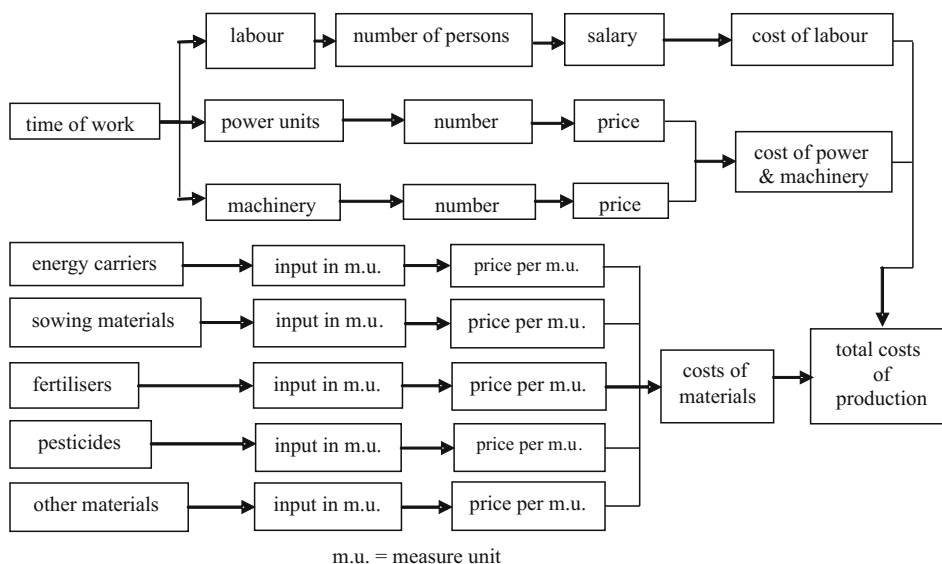 labour
number of persons
salary
cost of labour
time of work
power units
number
price
cost of power
& machinery
machinery
number
price
energy carriers
input in m.u.
price per m.u.
sowing materials
input in m.u.
price per m.u.
fertilisers
input in m.u.
price per m.u.
costs of
materials
total costs
of
production
pesticides
input in m.u.
price per m.u.
other materials
input in m.u.
price per m.u.
m.u. = measure unit